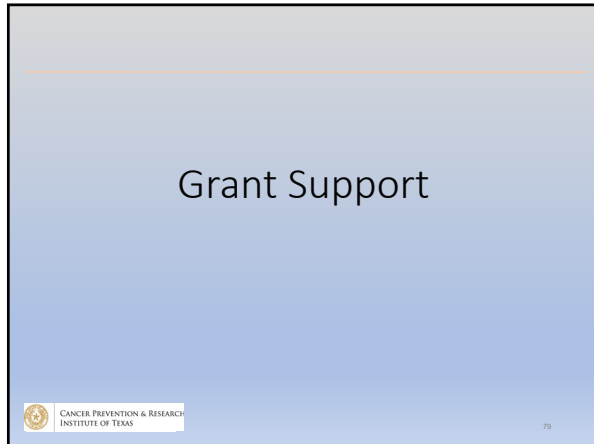 Grant Support
CANCER PREVENTION & RESEARCH
INSTITUTE OF TEXAS
79